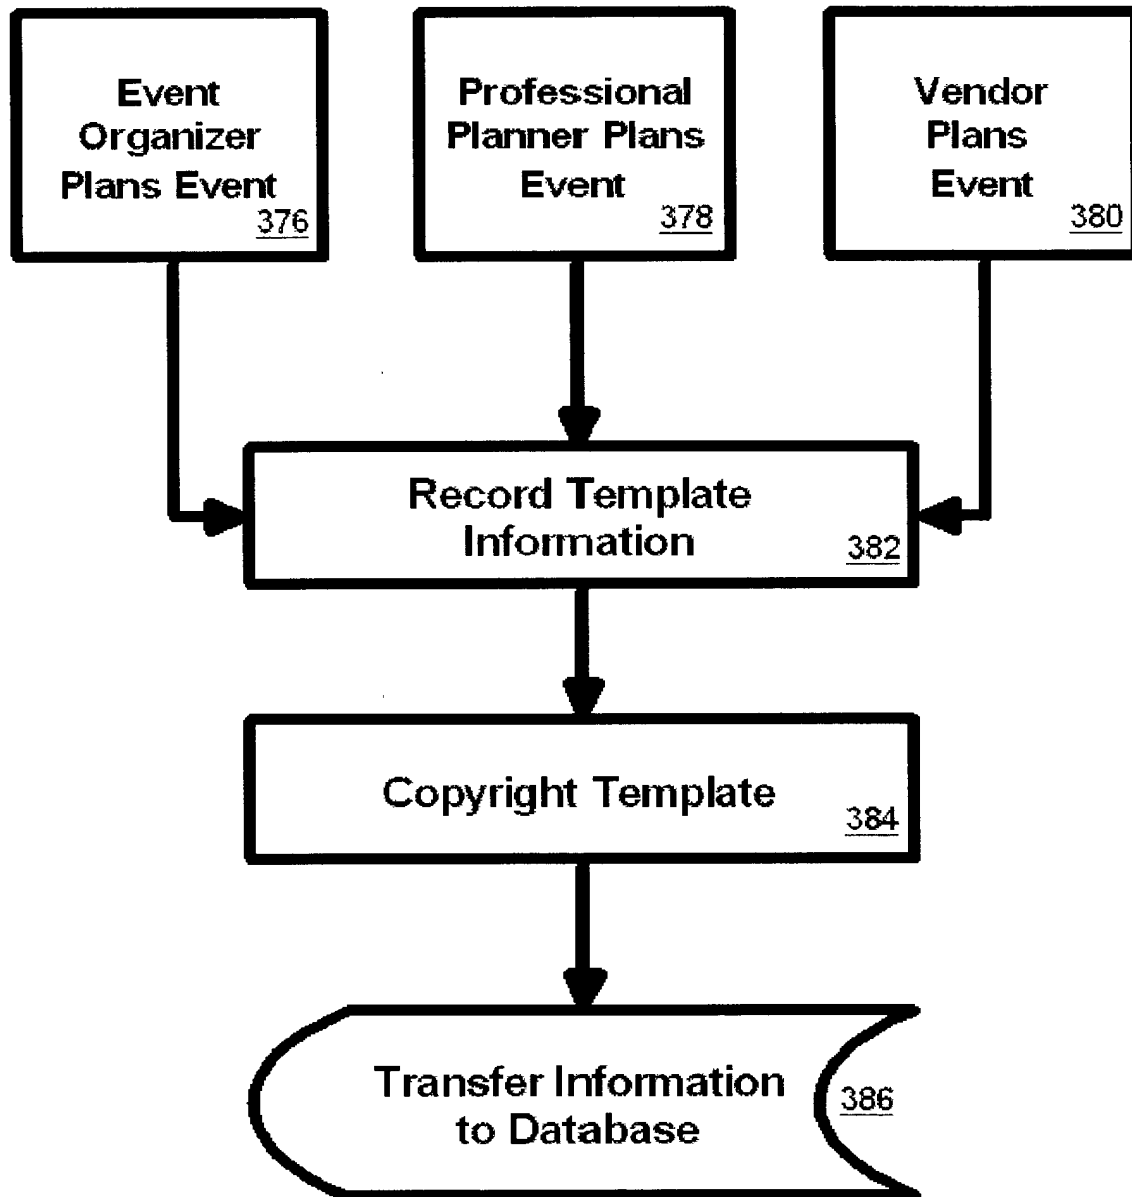 Event
Organizer
Plans Event
376
Professional
Planner Plans
Event
378
Vendor
Plans
Event
380
Record Template
Information
382
Copyright Template
384
Transfer Information
to Database
386